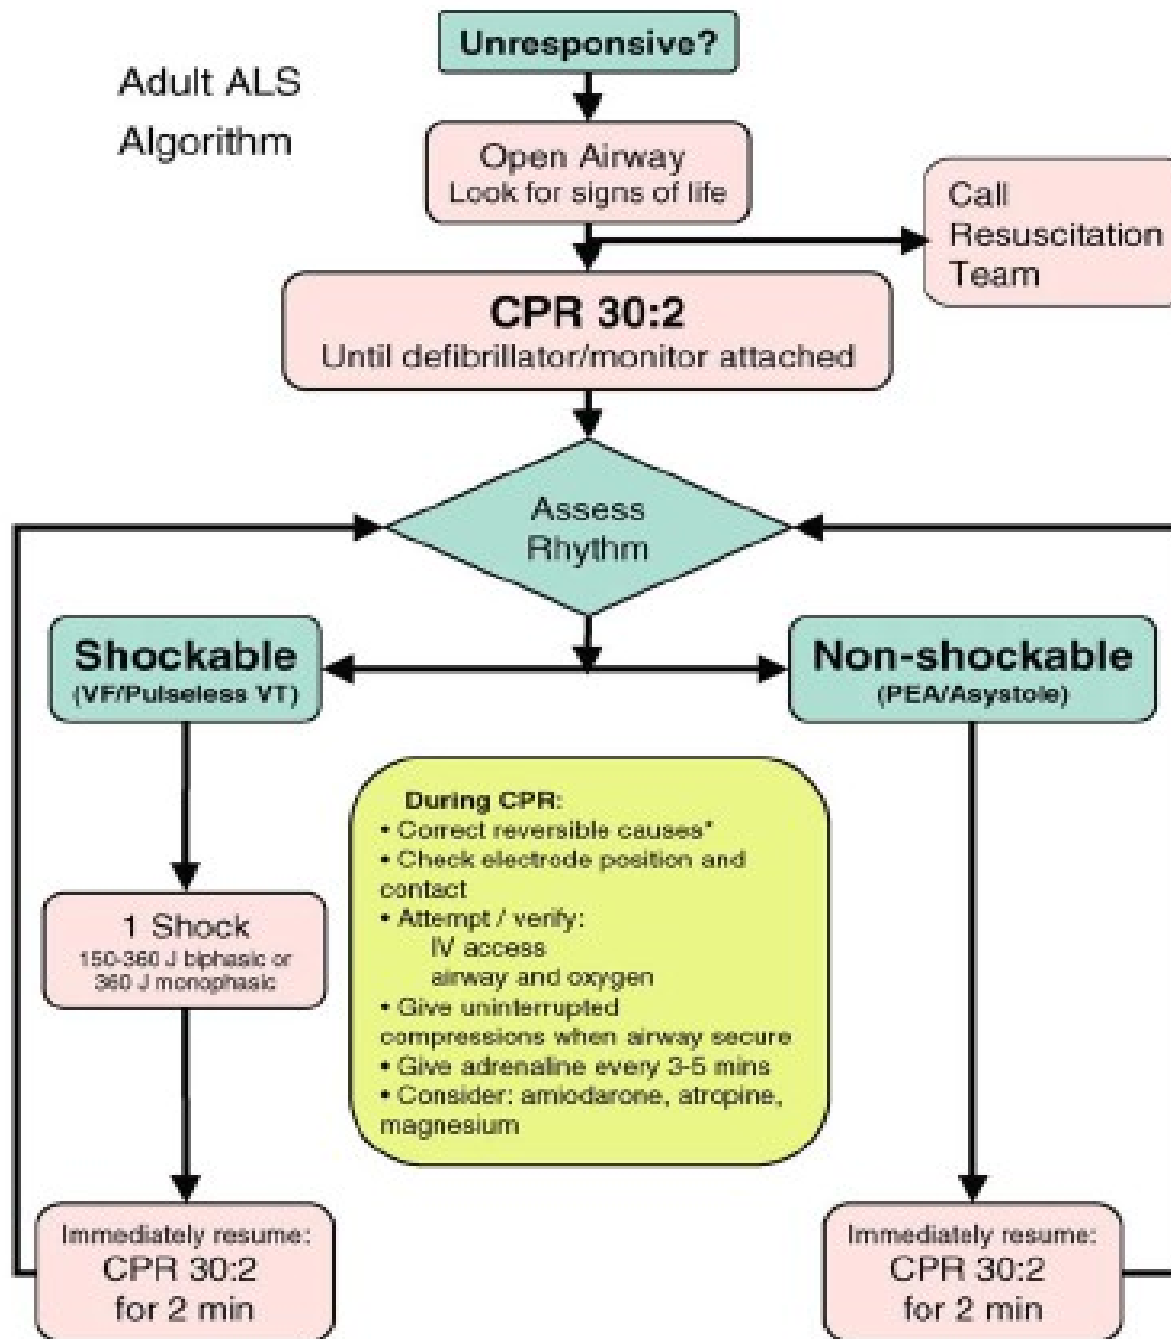 Adult ALS
Algorithm
Unresponsive?
Open Airway
Look for signs of life
Call
Resuscitation
Team
CPR 30:2
Until defibrillator/monitor attached
Assess
Rhythm
Shockable
(VF/Pulseless VT)
Non-shockable
(PEA/Asystole)
1 Shock
150-360 J biphasic or
360 J monophasic
During CPR:
• Correct reversible causes*
• Check electrode position and
contact
• Attempt / verify:
IV access
airway and oxygen
• Give uninterrupted
compressions when airway secure
• Give adrenaline every 3-5 mins
• Consider: amiodarone, atropine,
magnesium
Immediately resume:
CPR 30:2
for 2 min
Immediately resume:
CPR 30:2
for 2 min